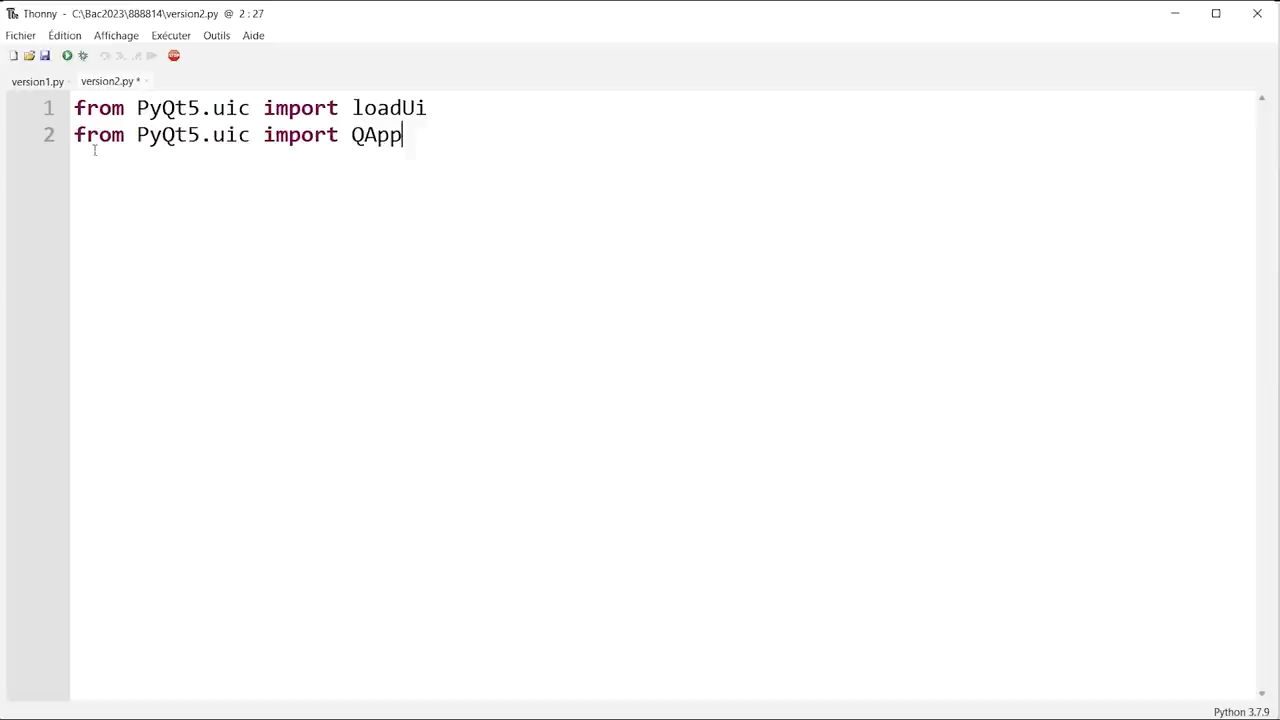 Thonny - C:\Bac2023\888814\version2.py @ 2 : 27
Fichier Édition Affichage Exécuter Outils Aide
STOP
version1.py version2.py *
1 from PyQt5.uic import loadUi
2 from PyQt5.uic import QApp
Python 3.7.9